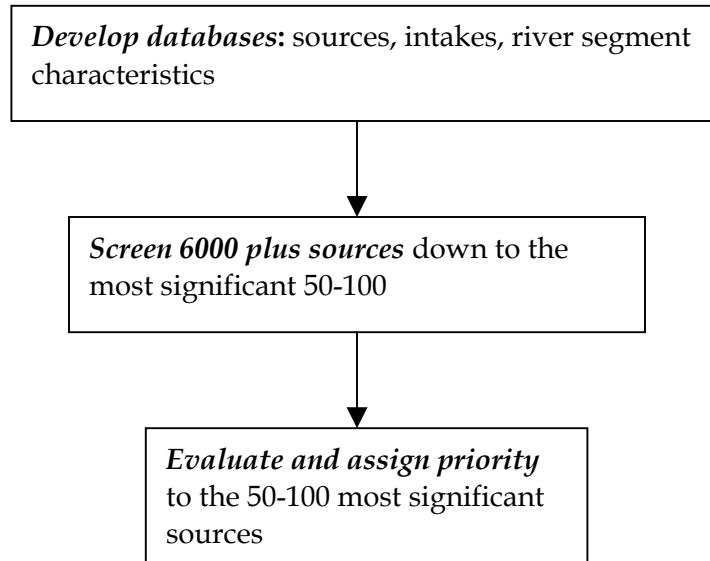 Develop databases: sources, intakes, river segment
characteristics
Screen 6000 plus sources down to the
most significant 50-100
Evaluate and assign priority
to the 50-100 most significant
sources